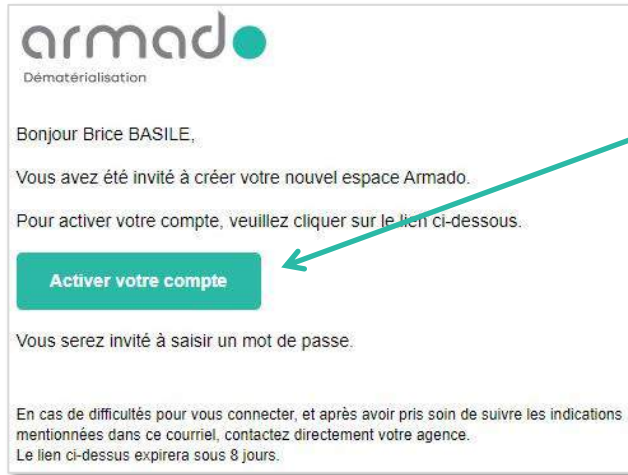 armado
Dématérialisation
Bonjour Brice BASILE,
Vous avez été invité à créer votre nouvel espace Armado.
Pour activer votre compte, veuillez cliquer sur le lien ci-dessous.
Activer votre compte
Vous serez invité à saisir un mot de passe.
En cas de difficultés pour vous connecter, et après avoir pris soin de suivre les indications
mentionnées dans ce courriel, contactez directement votre agence.
Le lien ci-dessus expirera sous 8 jours.